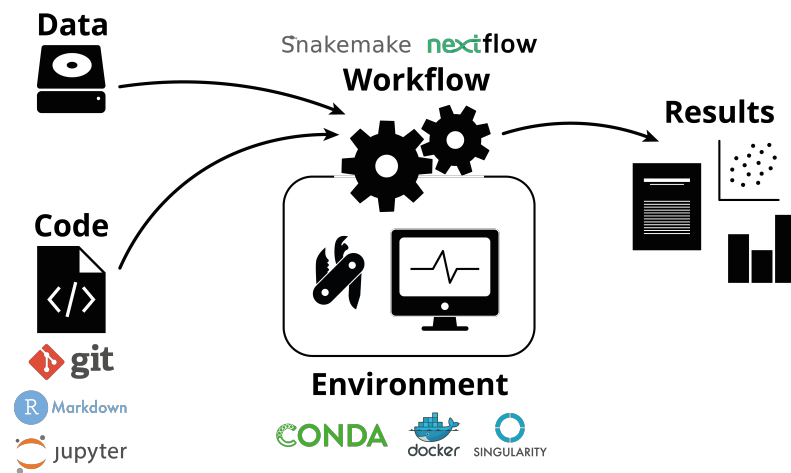 Data
Snakemake nextflow
Workflow
Results
Code
</>
git
R Markdown
jupyter
Environment
CONDA
docker
SINGULARITY